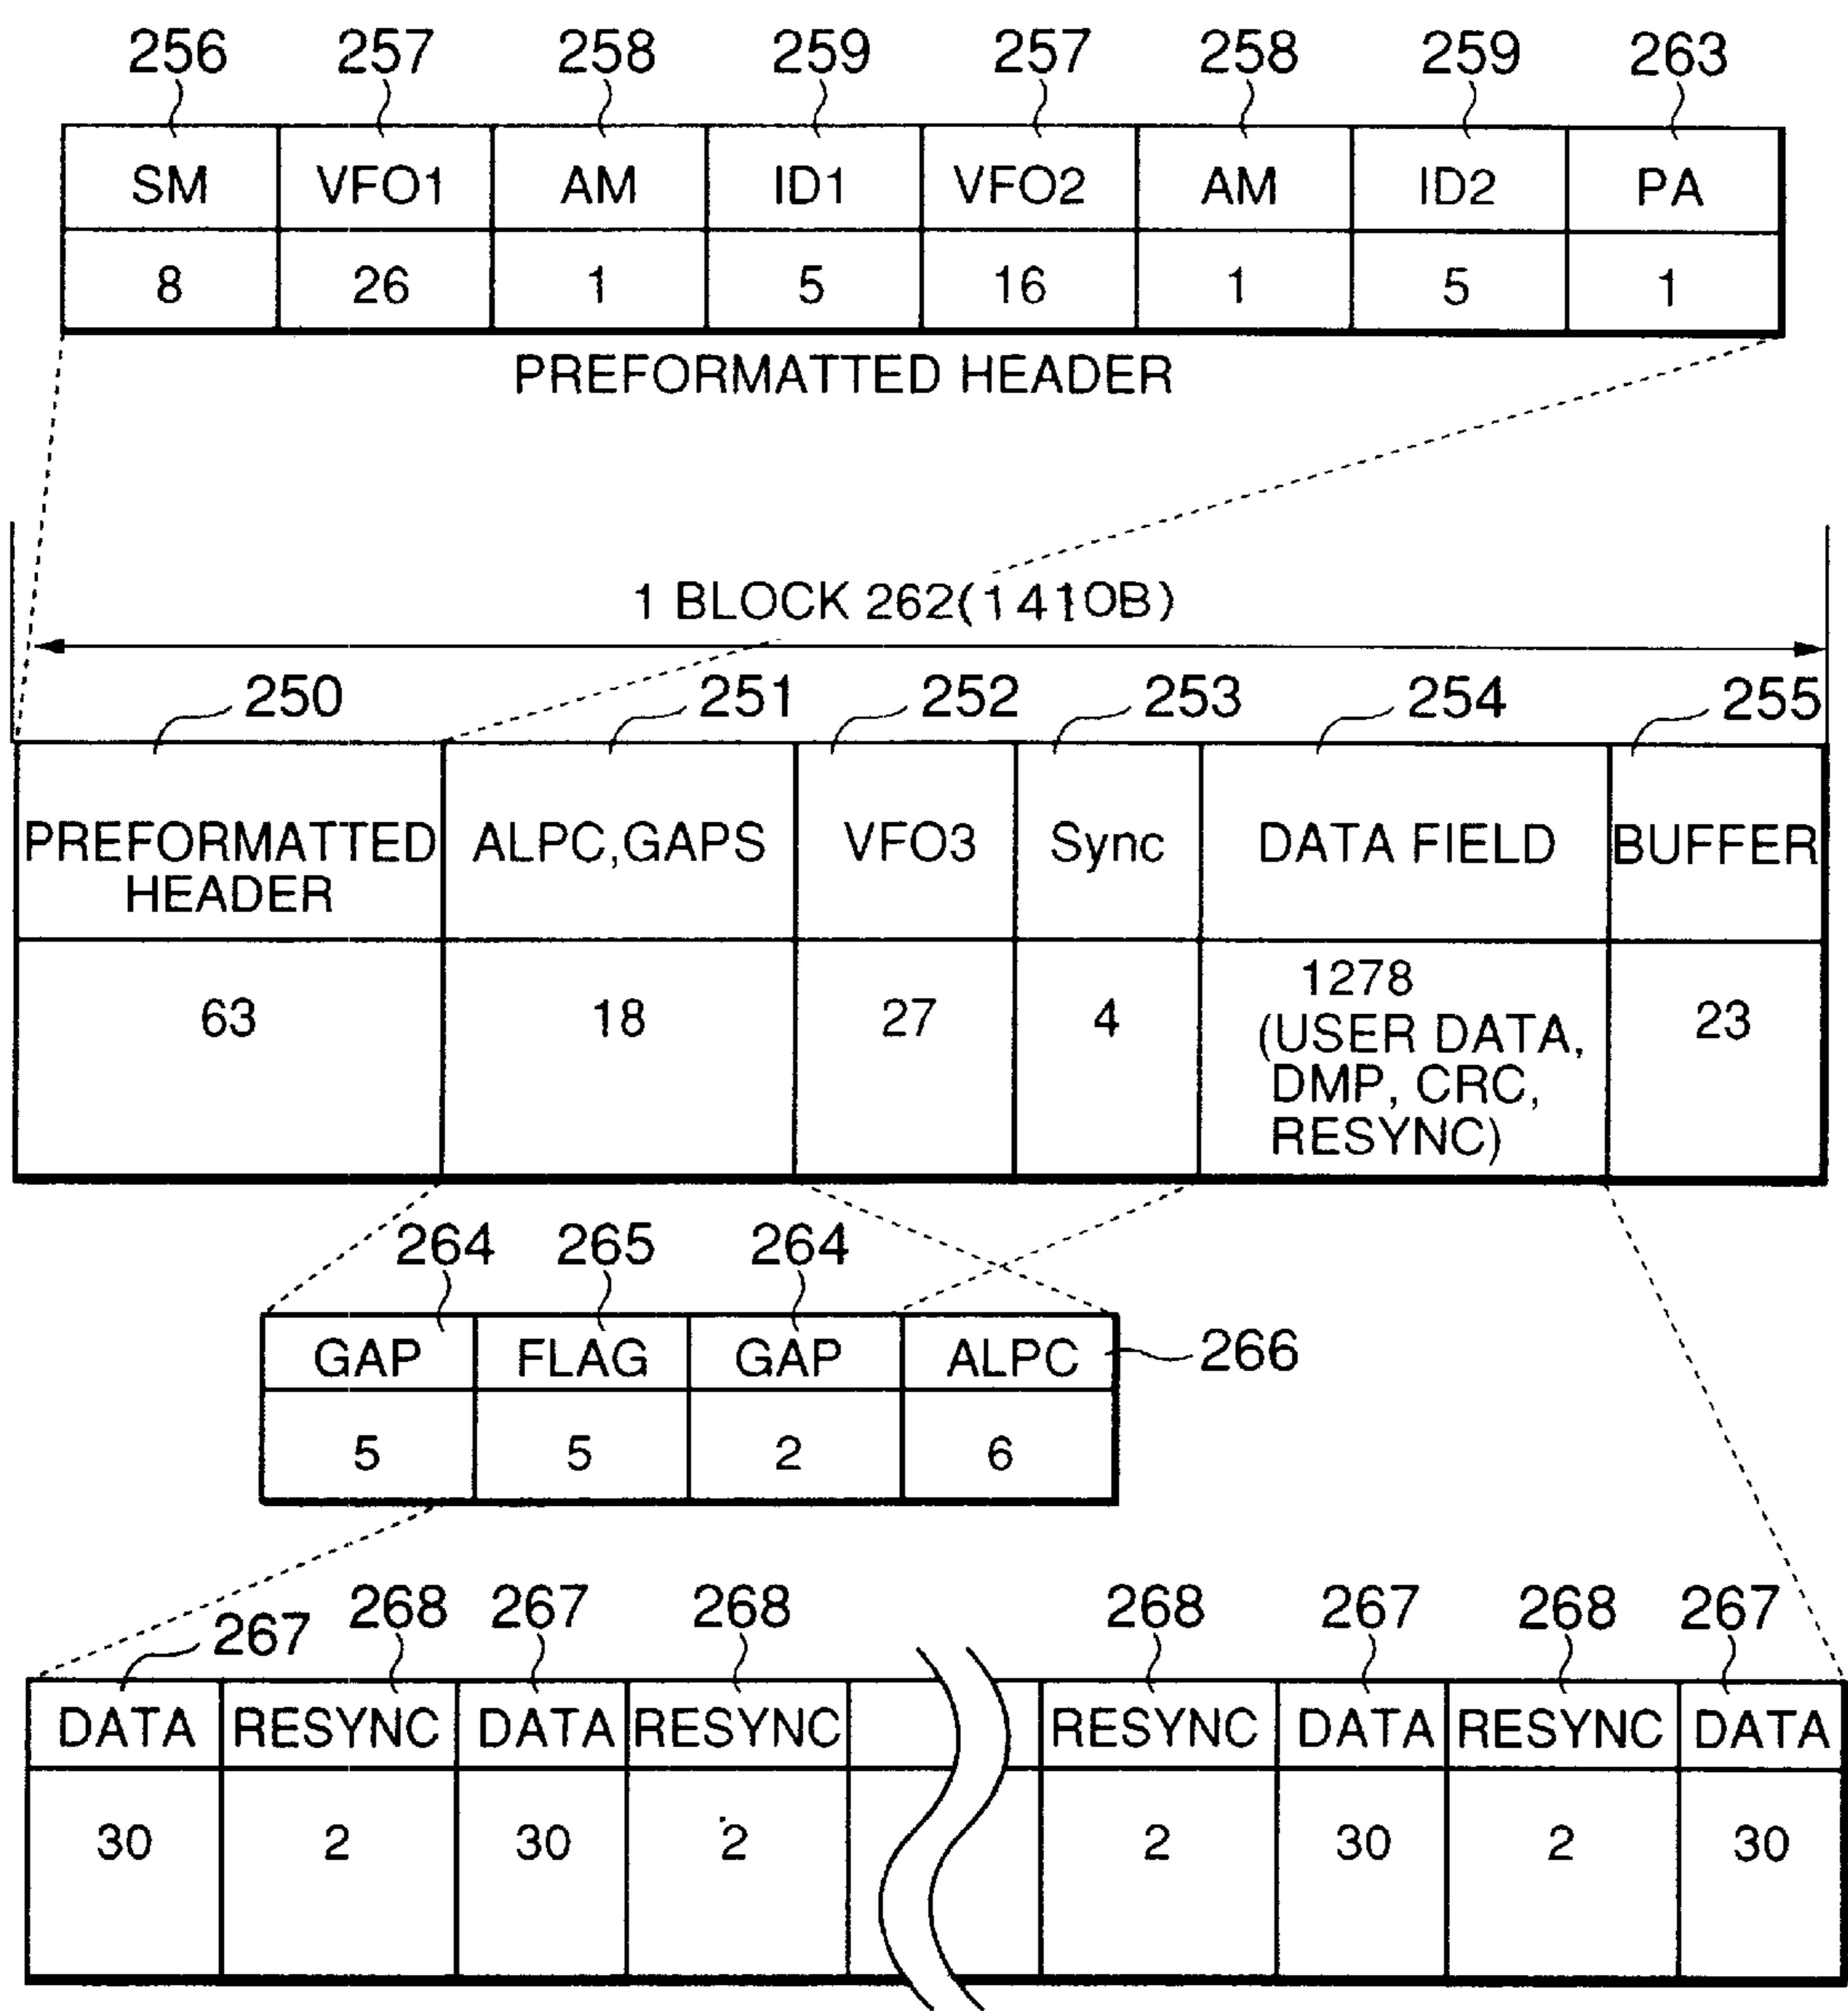 256 257 258 259 257 258 259 263
SM VFO1 AM ID1 VFO2 AM ID2 PA
8 26 1 5 16 1 5 1
PREFORMATTED HEADER
1 BLOCK 262(1410B)
250 251 252 253 254 255
PREFORMATTED HEADER ALPC,GAPS VFO3 Sync DATA FIELD BUFFER
63 18 27 4 1278 23
(USER DATA,
DMP, CRC,
RESYNC)
264 265 264
GAP FLAG GAP ALPC 266
5 5 2 6
267 268 267 268 268 267 268 267
DATA RESYNC DATA RESYNC RESYNC DATA RESYNC DATA
30 2 30 2 2 30 2 30